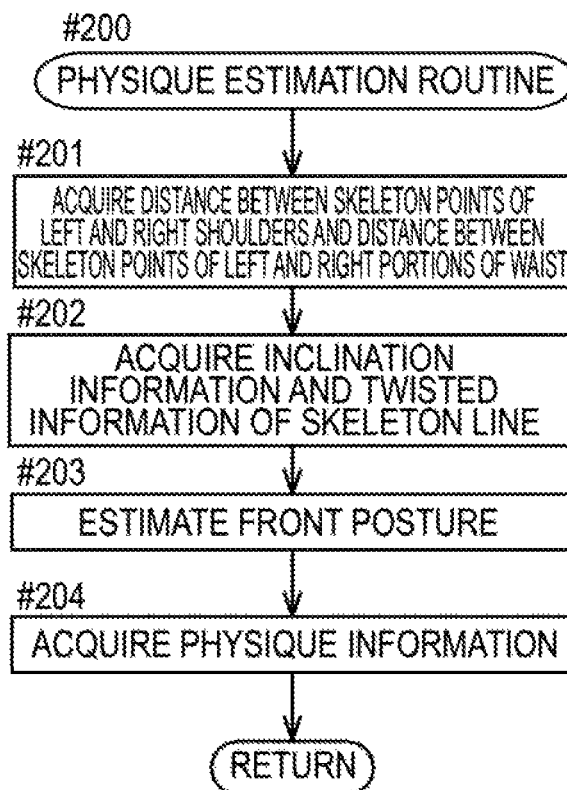 #200
PHYSIQUE ESTIMATION ROUTINE
#201
ACQUIRE DISTANCE BETWEEN SKELETON POINTS OF
LEFT AND RIGHT SHOULDERS AND DISTANCE BETWEEN
SKELETON POINTS OF LEFT AND RIGHT PORTIONS OF WAIST
#202
ACQUIRE INCLINATION
INFORMATION AND TWISTED
INFORMATION OF SKELETON LINE
#203
ESTIMATE FRONT POSTURE
#204
ACQUIRE PHYSIQUE INFORMATION
RETURN